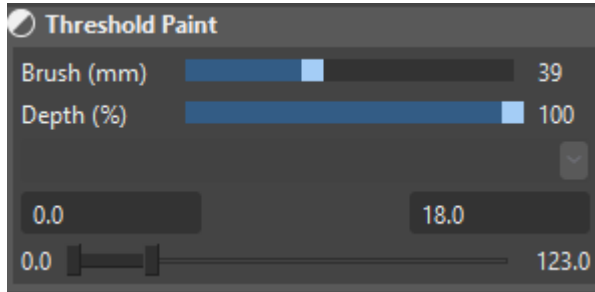 Threshold Paint
Brush (mm) 39
Depth (%) 100
0.0 18.0
0.0 123.0